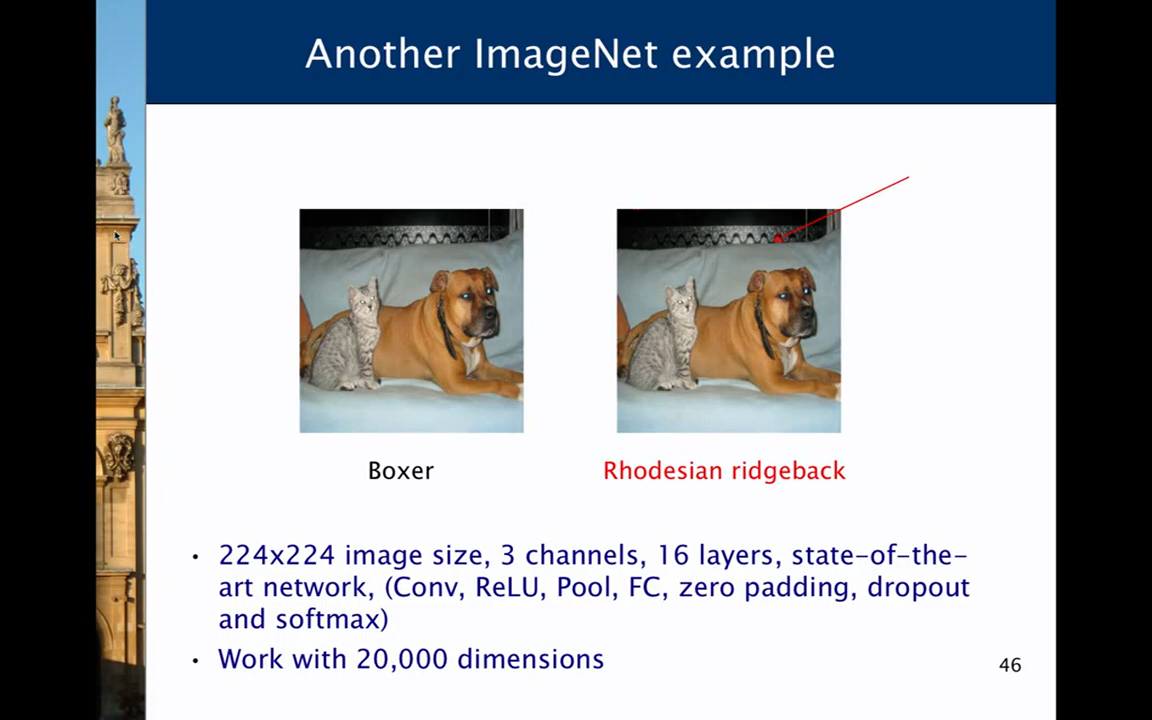 Another ImageNet example
Boxer
Rhodesian ridgeback
• 224x224 image size, 3 channels, 16 layers, state-of-the-
art network, (Conv, ReLU, Pool, FC, zero padding, dropout
and softmax)
• Work with 20,000 dimensions
46